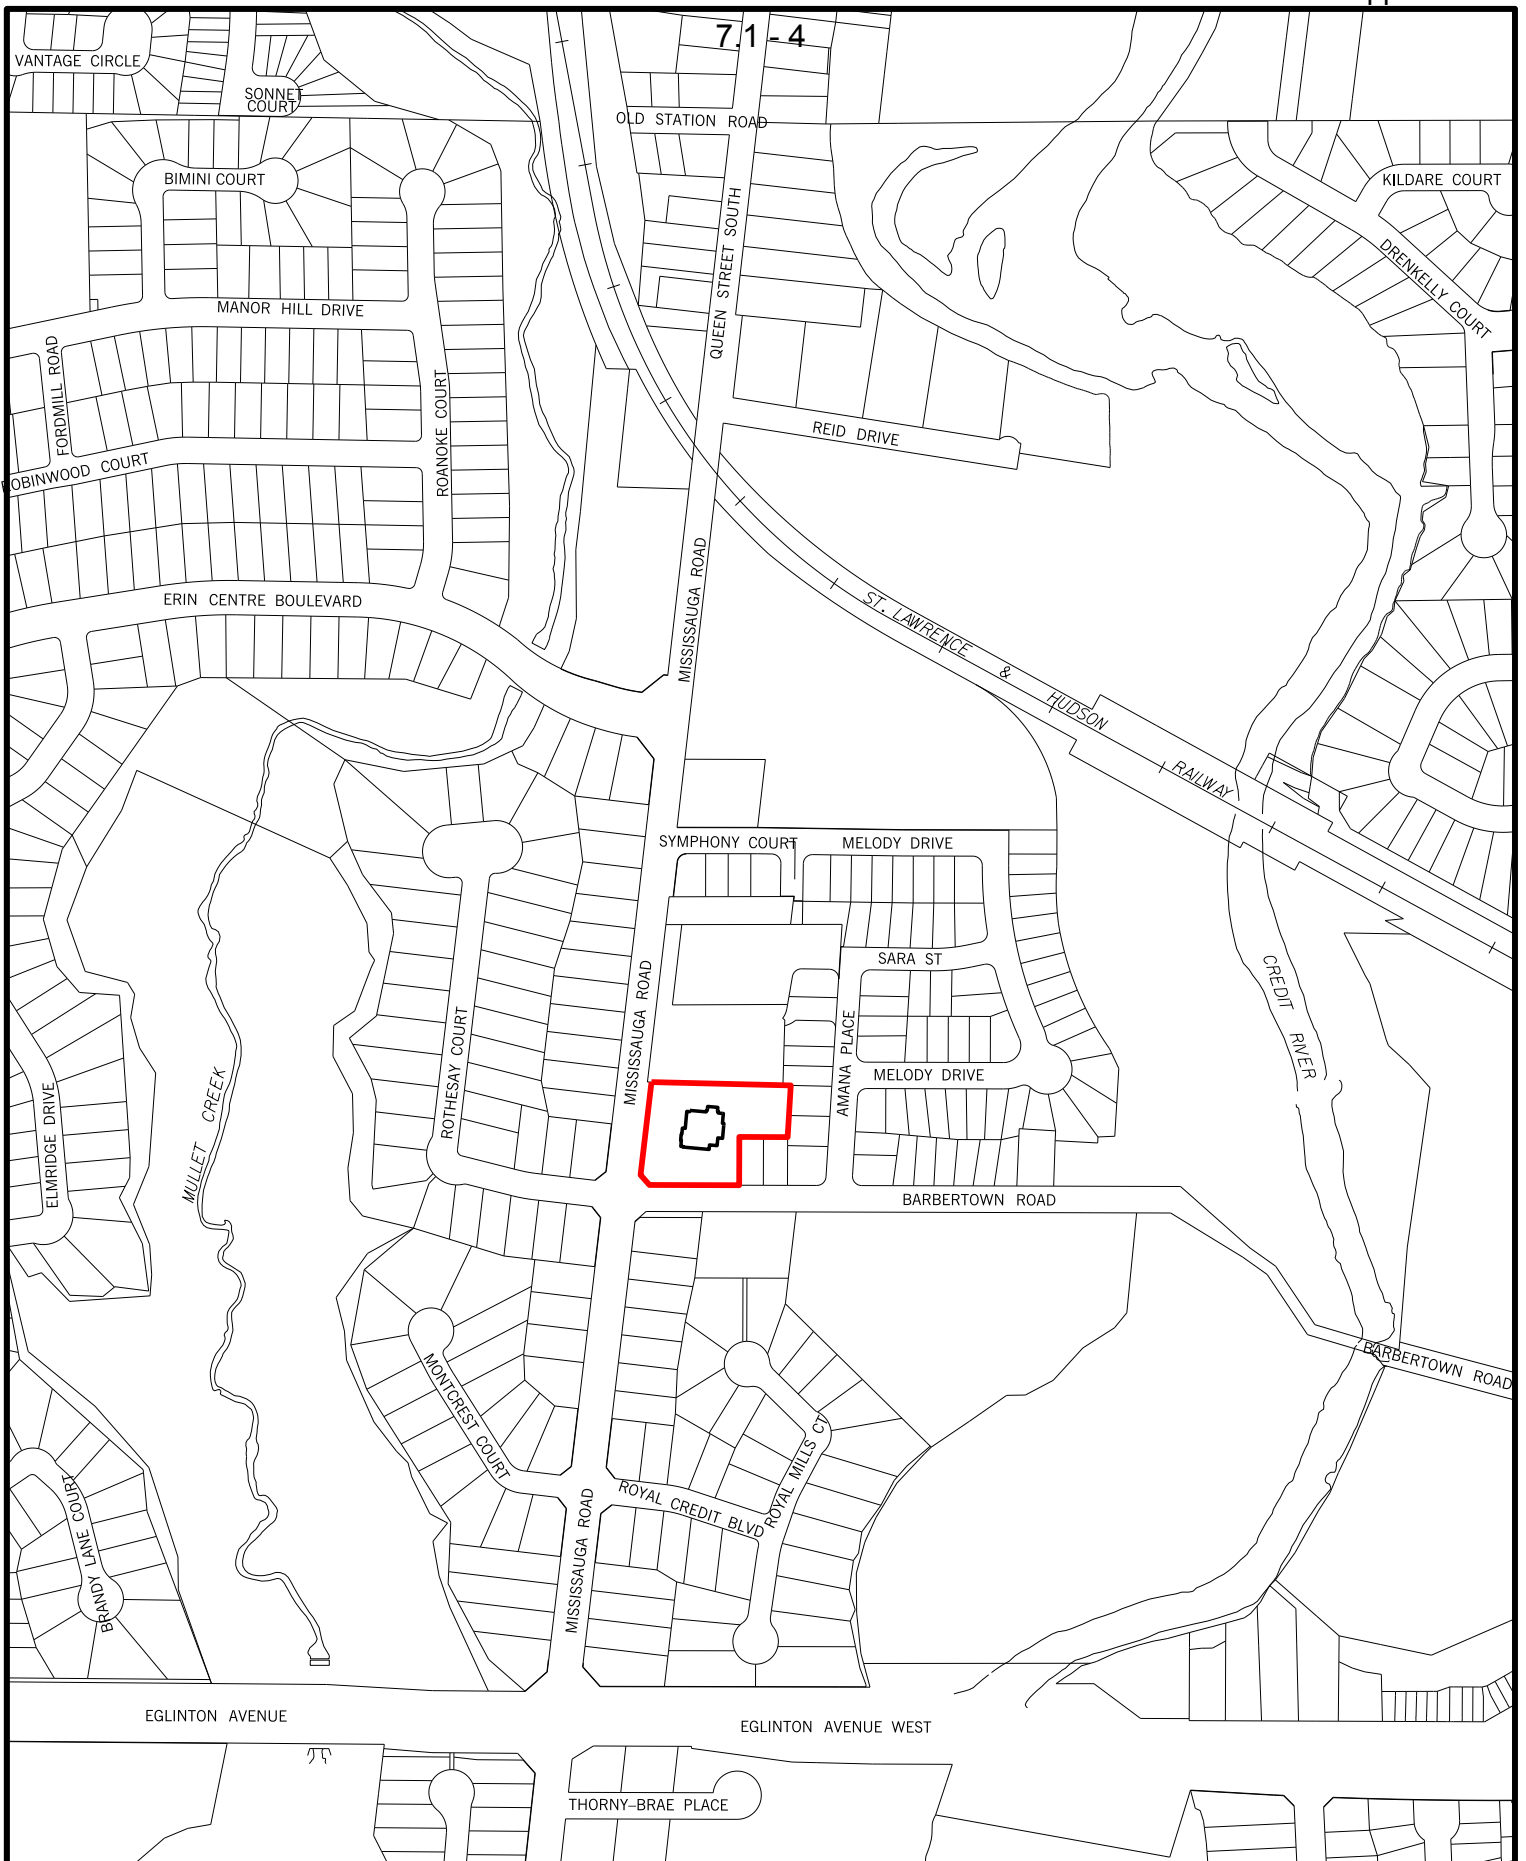 7.1 - 4
VANTAGE CIRCLE
SONNET
COURT
OLD STATION ROAD
BIMINI COURT
KILDARE COURT
QUEEN STREET SOUTH
DRENKELLY COURT
MANOR HILL DRIVE
FORDMILL ROAD
ROANOKE COURT
REID DRIVE
ROBINWOOD COURT
MISSISSAUGA ROAD
ERIN CENTRE BOULEVARD
ST. LAWRENCE & HUDSON RAILWAY
SYMPHONY COURT
MELODY DRIVE
SARA ST
CREDIT RIVER
MISSISSAUGA ROAD
ROTHESAY COURT
AMANA PLACE
MELODY DRIVE
MULLET CREEK
ELMRIDGE DRIVE
BARBERTOWN ROAD
BARBERTOWN ROAD
MONTCREST COURT
ROYAL MILLS CT
ROYAL CREDIT BLVD
BRANDY LANE COURT
MISSISSAUGA ROAD
EGLINTON AVENUE
EGLINTON AVENUE WEST
THORNY–BRAE PLACE